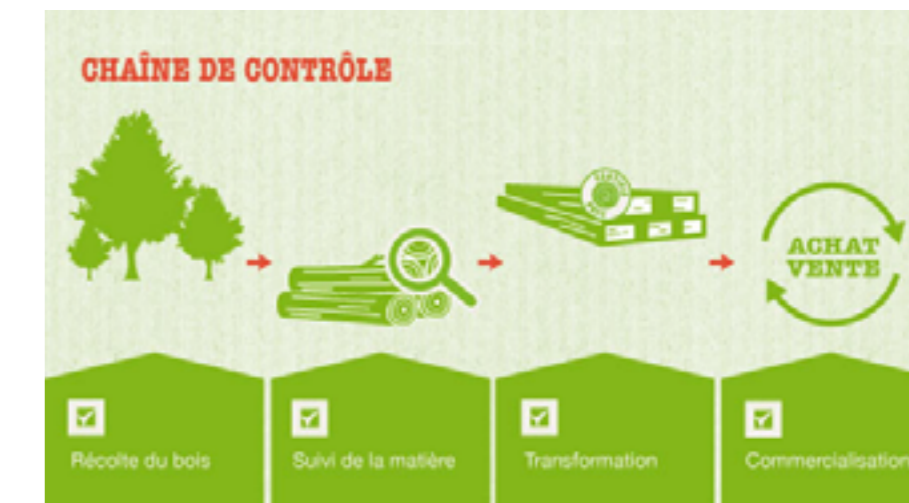 CHAÎNE DE CONTRÔLE
ACHAT
VENTE
Récolte du bois
Suivi de la matière
Transformation
Commercialisation